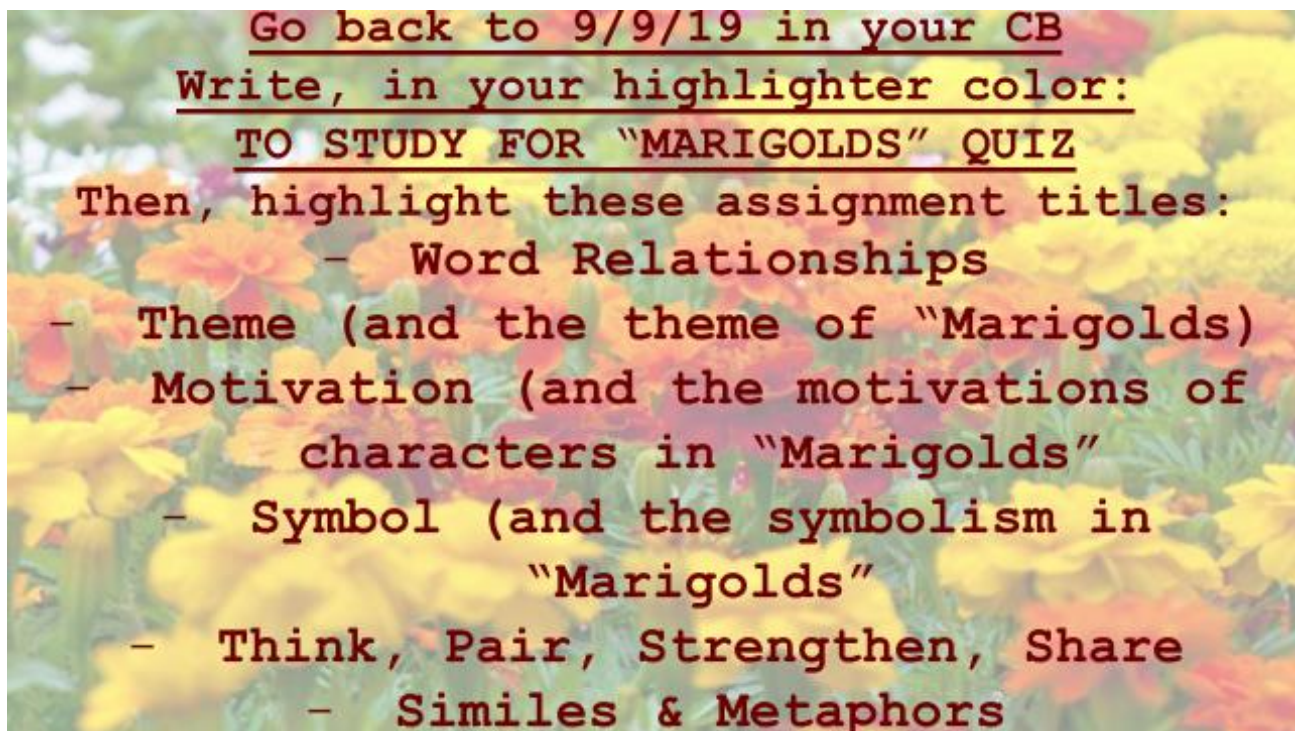 Go back to 9/9/19 in your CB
Write, in your highlighter color:
TO STUDY FOR “MARIGOLDS” QUIZ
Then, highlight these assignment titles:
- Word Relationships
- Theme (and the theme of “Marigolds)
- Motivation (and the motivations of
characters in “Marigolds”
- Symbol (and the symbolism in
“Marigolds”
- Think, Pair, Strengthen, Share
- Similes & Metaphors